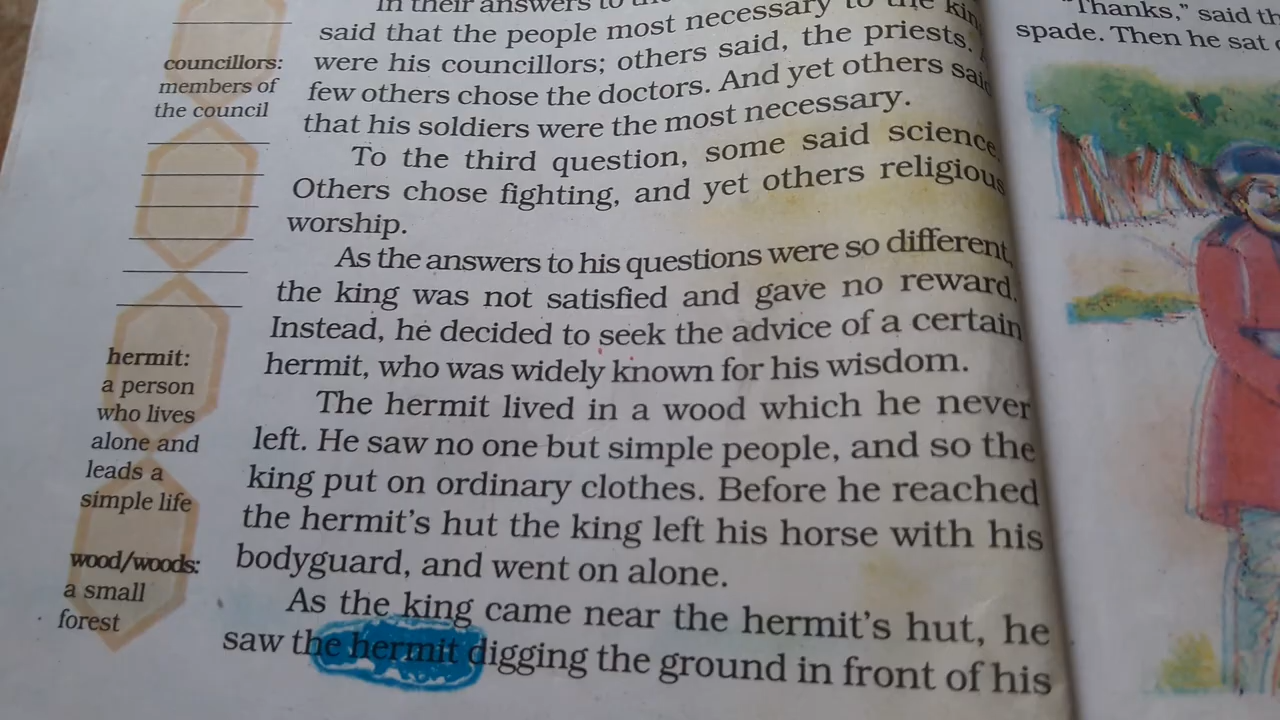 In their answers to
said that the people most necessary to the
were his councillors; others said, the priests.
few others chose the doctors. And yet others said
that his soldiers were the most necessary.
To the third question, some said science.
Others chose fighting, and yet others religious
worship.
As the answers to his questions were so different,
the king was not satisfied and gave no reward.
Instead, he decided to seek the advice of a certain
hermit, who was widely known for his wisdom.
The hermit lived in a wood which he never
left. He saw no one but simple people, and so the
king put on ordinary clothes. Before he reached
the hermit's hut the king left his horse with his
bodyguard, and went on alone.
As the king came near the hermit's hut, he
saw the hermit digging the ground in front of his
councillors:
members of
the council
hermit:
a person
who lives
alone and
leads a
simple life
wood/woods:
a small
forest
"Thanks," said
spade. Then he sat